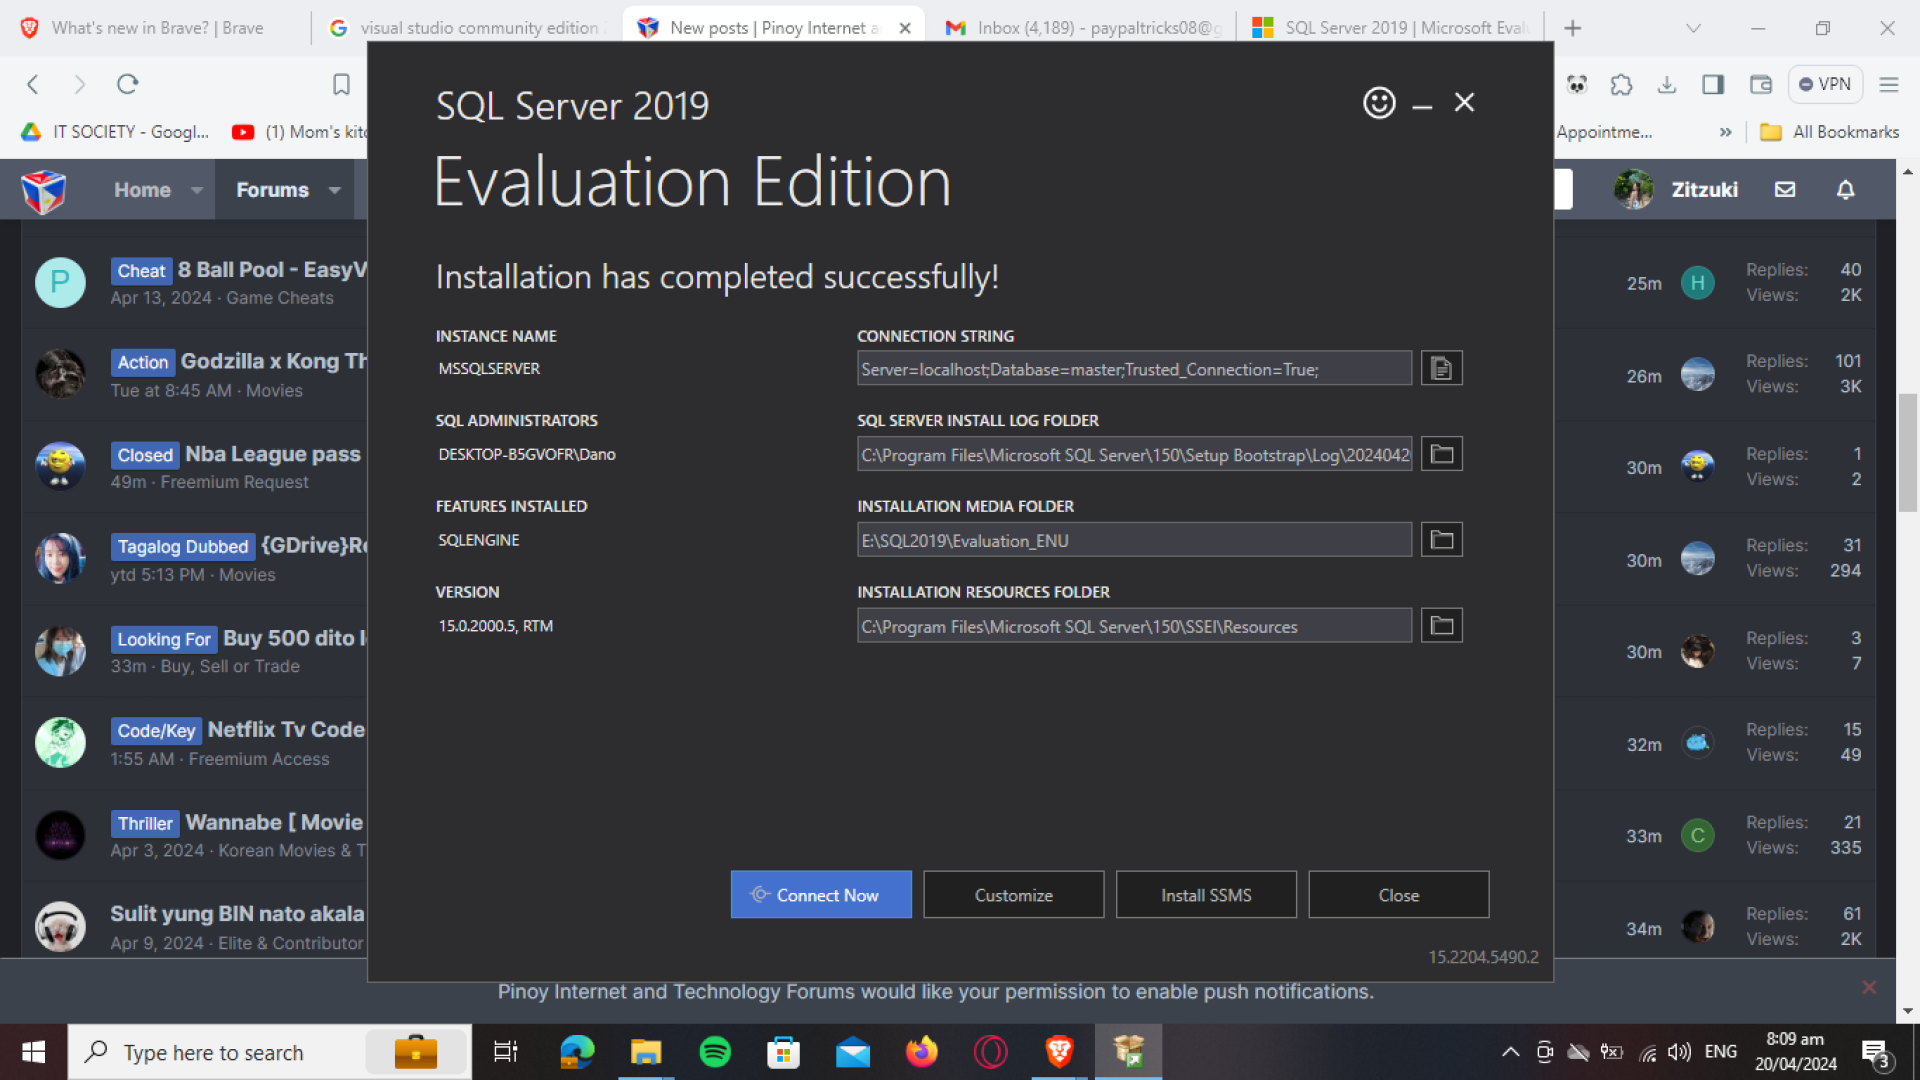 What's new in Brave? | Brave
visual studio community edition
New posts | Pinoy Internet a
Inbox (4,189) - paypaltricks08@g
SQL Server 2019 | Microsoft Eval
VPN
IT SOCIETY - Googl...
(1) Mom's kit
Appointme...
»
All Bookmarks
Home
Forums
Zitzuki
SQL Server 2019
Evaluation Edition
Installation has completed successfully!
INSTANCE NAME
MSSQLSERVER
CONNECTION STRING
Server=localhost;Database=master;Trusted_Connection=True;
SQL ADMINISTRATORS
DESKTOP-B5GVOFR\Dano
SQL SERVER INSTALL LOG FOLDER
C:\Program Files\Microsoft SQL Server\150\Setup Bootstrap\Log\2024042
FEATURES INSTALLED
SQLENGINE
INSTALLATION MEDIA FOLDER
E:\SQL2019\Evaluation_ENU
VERSION
15.0.2000.5, RTM
INSTALLATION RESOURCES FOLDER
C:\Program Files\Microsoft SQL Server\150\SSEI\Resources
Connect Now
Customize
Install SSMS
Close
15.2204.5490.2
P
Cheat 8 Ball Pool - EasyV
Apr 13, 2024 · Game Cheats
25m
H
Replies: 40
Views: 2K
Action Godzilla x Kong Th
Tue at 8:45 AM · Movies
26m
Replies: 101
Views: 3K
Closed Nba League pass
49m · Freemium Request
30m
Replies: 1
Views: 2
Tagalog Dubbed {GDrive}Re
ytd 5:13 PM · Movies
30m
Replies: 31
Views: 294
Looking For Buy 500 dito l
33m · Buy, Sell or Trade
30m
Replies: 3
Views: 7
Code/Key Netflix Tv Code
1:55 AM · Freemium Access
32m
Replies: 15
Views: 49
Thriller Wannabe [ Movie
Apr 3, 2024 · Korean Movies & T
33m
C
Replies: 21
Views: 335
Sulit yung BIN nato akala
Apr 9, 2024 · Elite & Contributor
34m
Replies: 61
Views: 2K
Pinoy Internet and Technology Forums would like your permission to enable push notifications.
Type here to search
ENG
8:09 am
20/04/2024
3